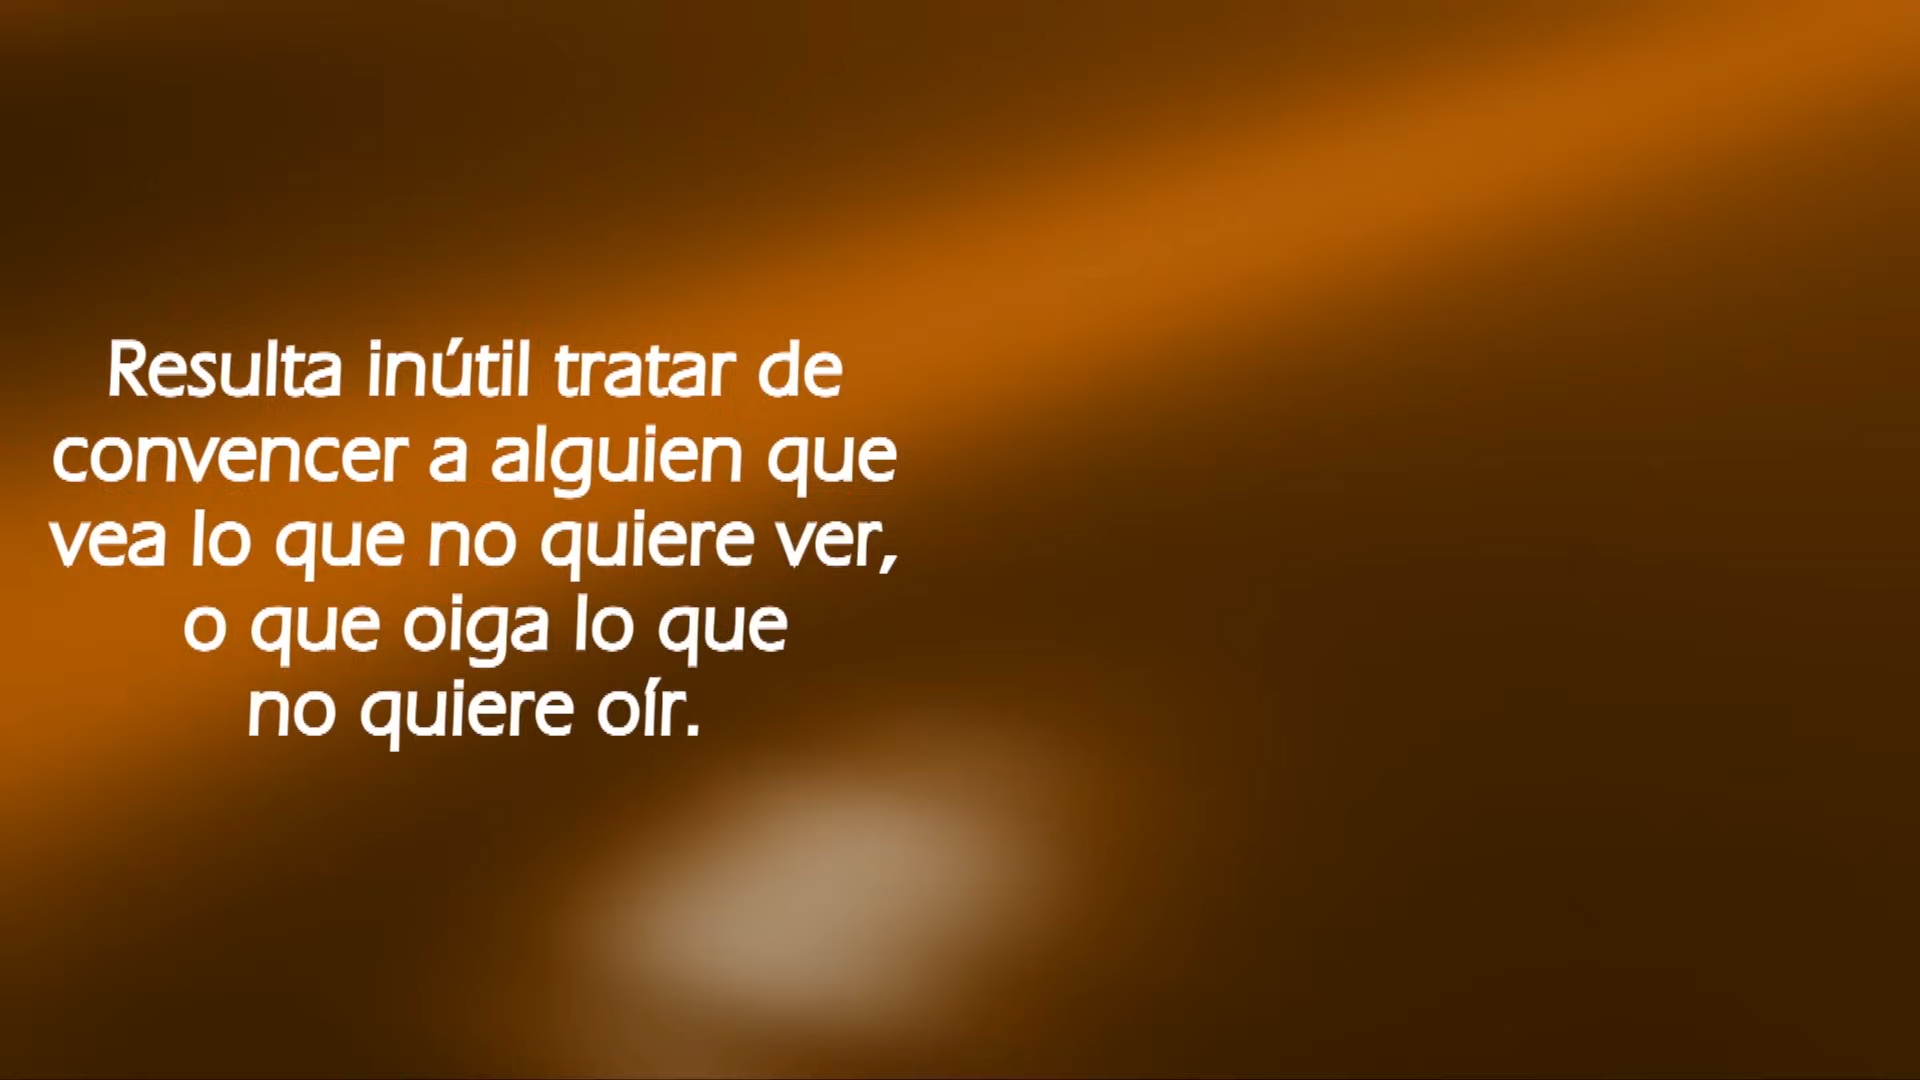 Resulta inútil tratar de
convencer a alguien que
vea lo que no quiere ver,
o que oiga lo que
no quiere oír.